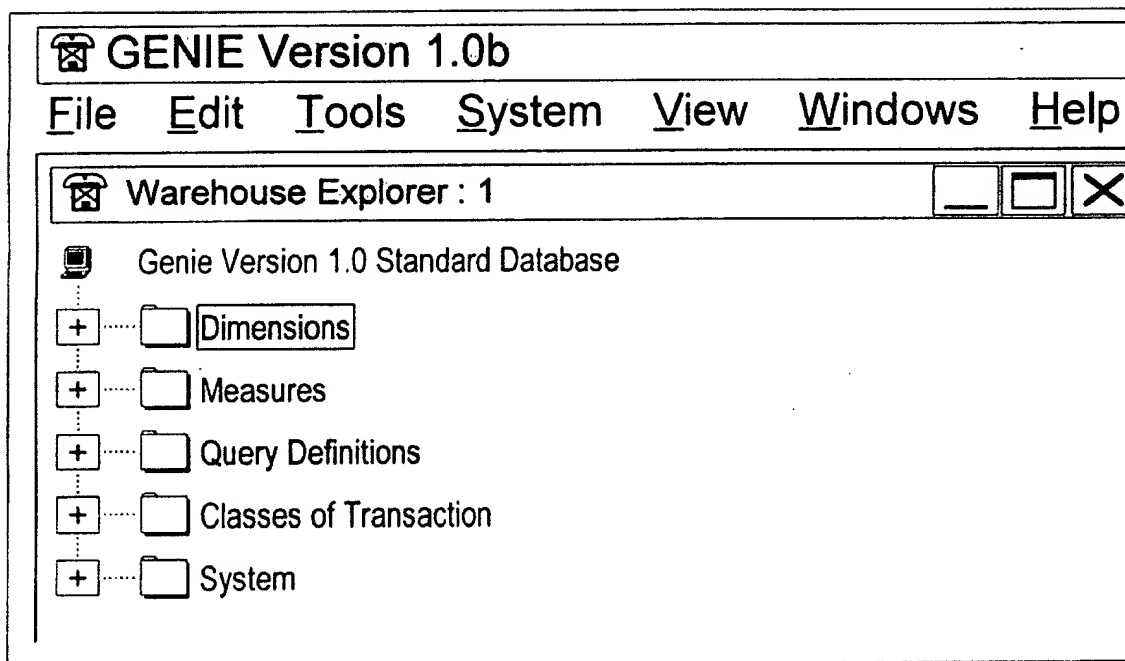 GENIE Version 1.0b
File Edit Tools System View Windows Help
Warehouse Explorer : 1
Genie Version 1.0 Standard Database
Dimensions
Measures
Query Definitions
Classes of Transaction
System